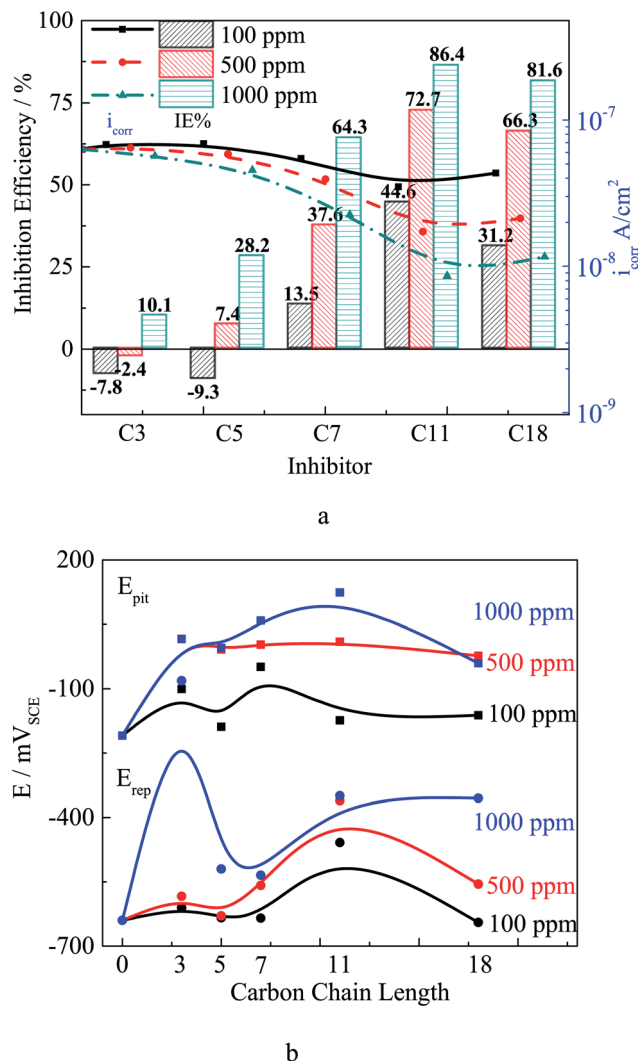 100 ppm
500 ppm
1000 ppm
i_corr IE%
100
75
50
25
0
Inhibition Efficiency / %
-7.8
-2.4
10.1
-9.3
7.4
28.2
13.5
37.6
64.3
44.6
72.7
86.4
31.2
66.3
81.6
10^-7
10^-8
10^-9
i_corr A/cm²
C3 C5 C7 C11 C18
Inhibitor
a
200
-100
-400
-700
E / mV_SCE
E_pit
1000 ppm
500 ppm
100 ppm
E_rep
1000 ppm
500 ppm
100 ppm
0 3 5 7 11 18
Carbon Chain Length
b